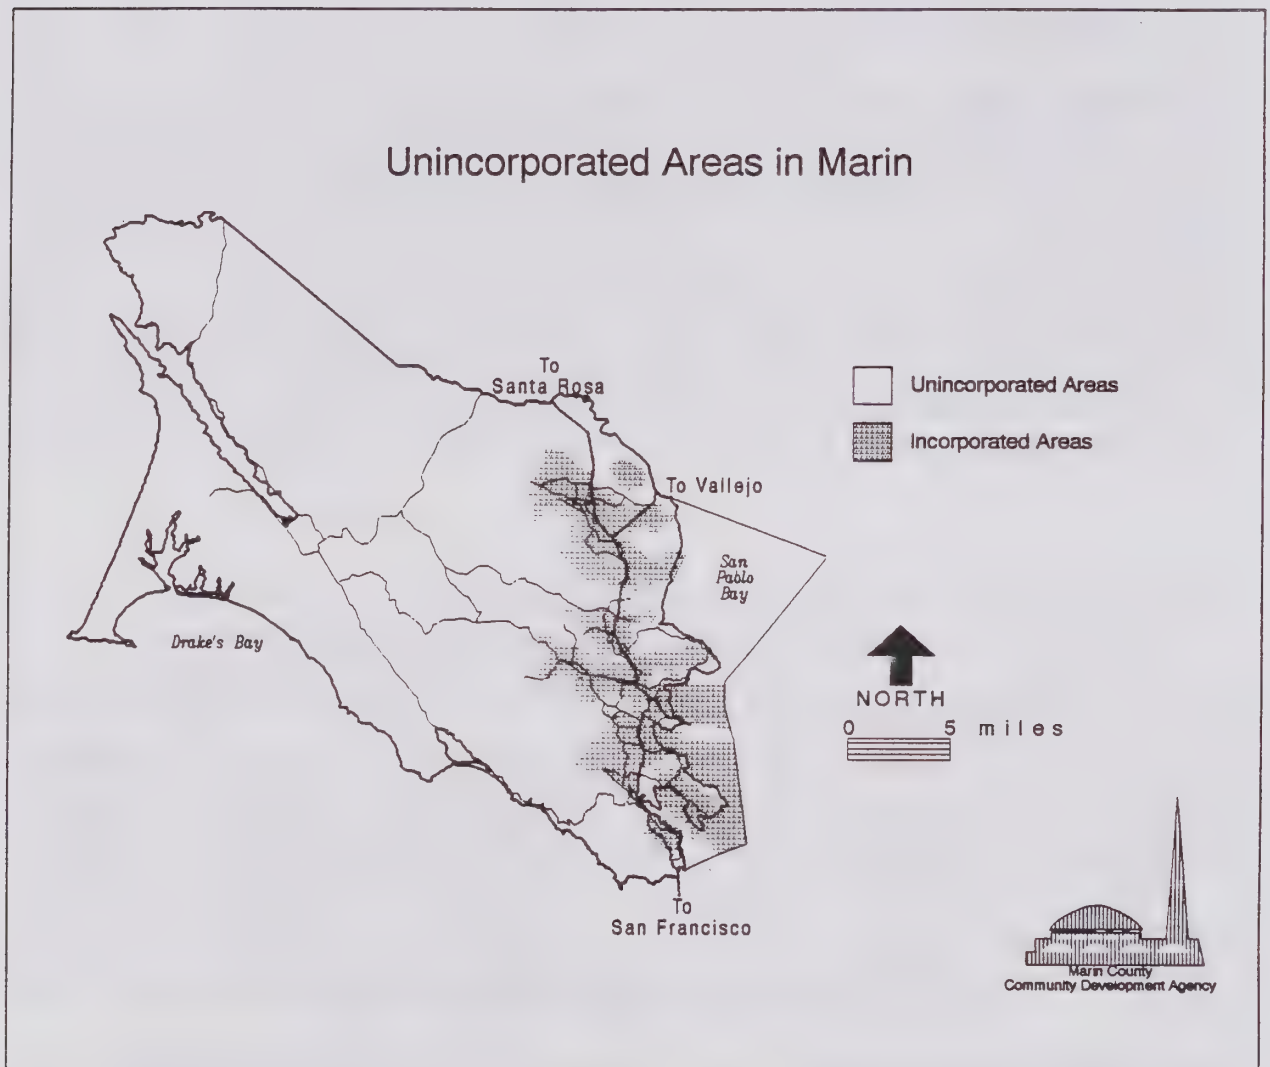 Unincorporated Areas in Marin
To
Santa Rosa
Unincorporated Areas
Incorporated Areas
To Vallejo
San
Pablo
Bay
Drake's Bay
NORTH
0 5 miles
To
San Francisco
Marin County
Community Development Agency